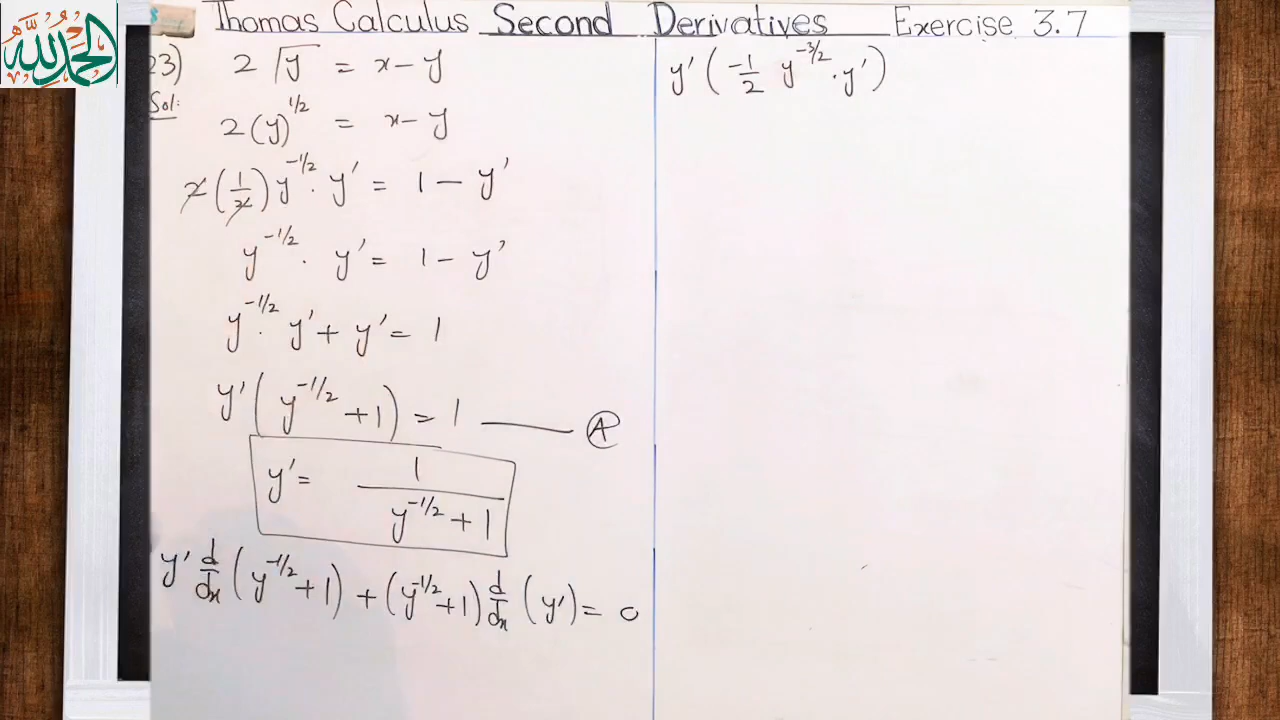 الحمد لله
Thomas Calculus Second Derivatives Exercise 3.7
23) 2√y = x - y
Sol:
2(y)^{1/2} = x - y
2(1/2) y^{-1/2} · y' = 1 - y'
y^{-1/2} · y' = 1 - y'
y^{-1/2} · y' + y' = 1
y'(y^{-1/2} + 1) = 1 —— Ⓐ
y' = 1/(y^{-1/2} + 1)
y' d/dx (y^{-1/2} + 1) + (y^{-1/2} + 1) d/dx (y') = 0
y'(-1/2 y^{-3/2} · y')